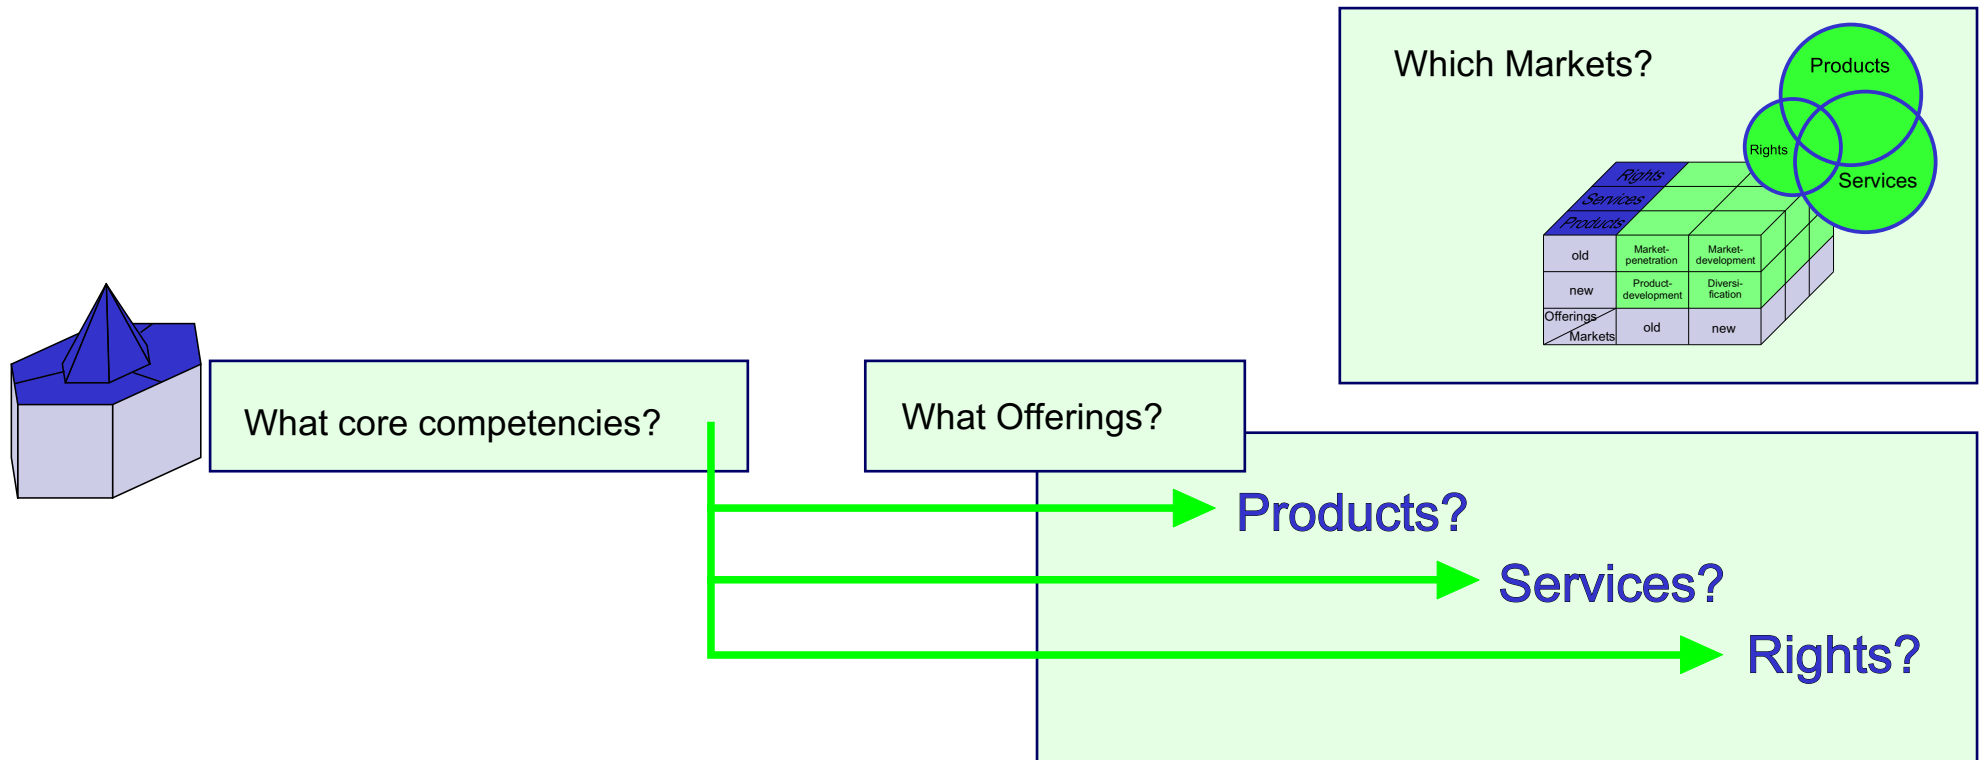 Which Markets?
Products
Rights
Services
Rights
Services
Products
old
Market-
penetration
Market-
development
new
Product-
development
Diversi-
fication
Offerings
Markets
old
new
What core competencies?
What Offerings?
Products?
Services?
Rights?